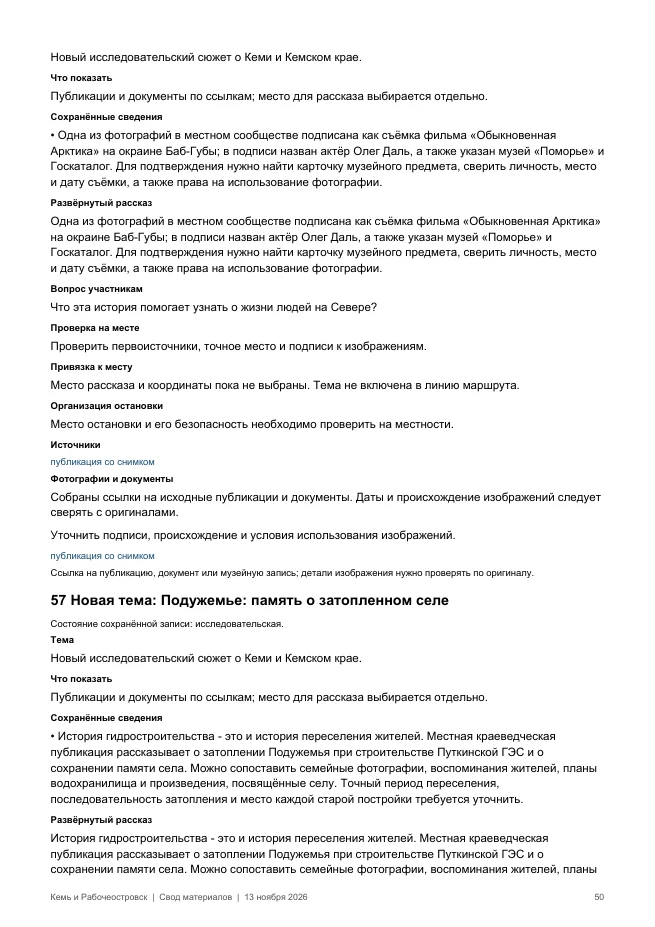 Новый исследовательский сюжет о Кеми и Кемском крае.
Что показать
Публикации и документы по ссылкам; место для рассказа выбирается отдельно.
Сохранённые сведения
• Одна из фотографий в местном сообществе подписана как съёмка фильма «Обыкновенная
Арктика» на окраине Баб-Губы; в подписи назван актёр Олег Даль, а также указан музей «Поморье» и
Госкаталог. Для подтверждения нужно найти карточку музейного предмета, сверить личность, место
и дату съёмки, а также права на использование фотографии.
Развёрнутый рассказ
Одна из фотографий в местном сообществе подписана как съёмка фильма «Обыкновенная Арктика»
на окраине Баб-Губы; в подписи назван актёр Олег Даль, а также указан музей «Поморье» и
Госкаталог. Для подтверждения нужно найти карточку музейного предмета, сверить личность, место
и дату съёмки, а также права на использование фотографии.
Вопрос участникам
Что эта история помогает узнать о жизни людей на Севере?
Проверка на месте
Проверить первоисточники, точное место и подписи к изображениям.
Привязка к месту
Место рассказа и координаты пока не выбраны. Тема не включена в линию маршрута.
Организация остановки
Место остановки и его безопасность необходимо проверить на местности.
Источники
публикация со снимком
Фотографии и документы
Собраны ссылки на исходные публикации и документы. Даты и происхождение изображений следует
сверять с оригиналами.
Уточнить подписи, происхождение и условия использования изображений.
публикация со снимком
Ссылка на публикацию, документ или музейную запись; детали изображения нужно проверять по оригиналу.
57 Новая тема: Подужемье: память о затопленном селе
Состояние сохранённой записи: исследовательская.
Тема
Новый исследовательский сюжет о Кеми и Кемском крае.
Что показать
Публикации и документы по ссылкам; место для рассказа выбирается отдельно.
Сохранённые сведения
• История гидростроительства - это и история переселения жителей. Местная краеведческая
публикация рассказывает о затоплении Подужемья при строительстве Путкинской ГЭС и о
сохранении памяти села. Можно сопоставить семейные фотографии, воспоминания жителей, планы
водохранилища и произведения, посвящённые селу. Точный период переселения,
последовательность затопления и место каждой старой постройки требуется уточнить.
Развёрнутый рассказ
История гидростроительства - это и история переселения жителей. Местная краеведческая
публикация рассказывает о затоплении Подужемья при строительстве Путкинской ГЭС и о
сохранении памяти села. Можно сопоставить семейные фотографии, воспоминания жителей, планы
Кемь и Рабочеостровск | Свод материалов | 13 ноября 2026
50